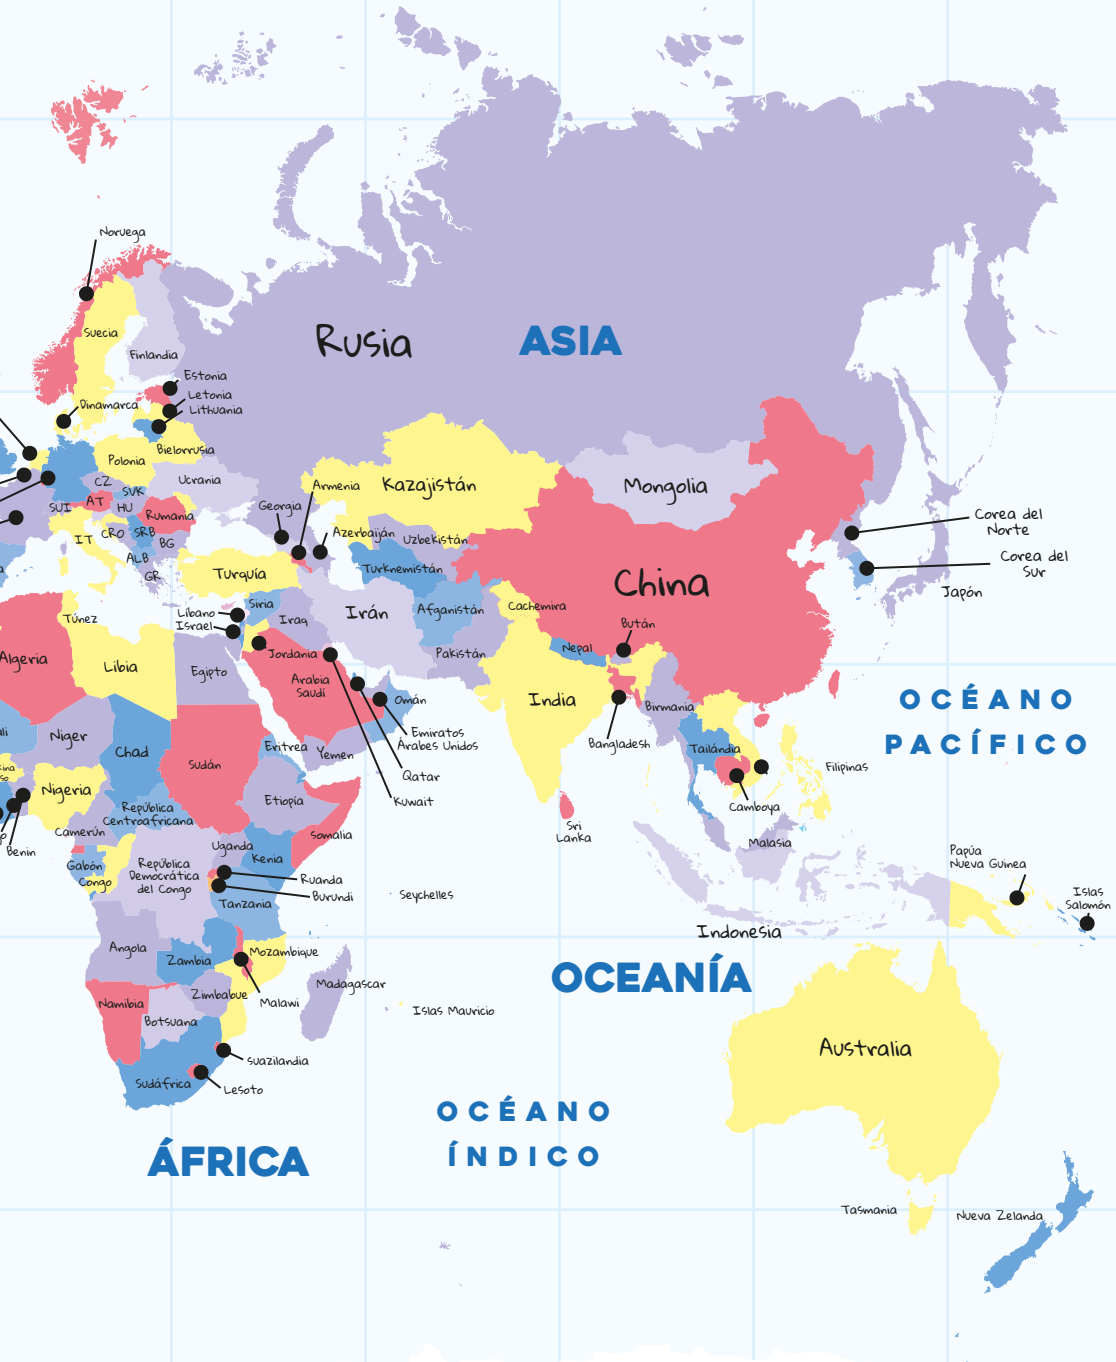 Noruega
Suecia
Finlandia
Rusia
ASIA
Estonia
Letonia
Lithuania
Dinamarca
Polonia
Bielorrusia
CZ
SVK
Ucrania
SUI
AT
HU
Rumania
IT
CRO
SRB
BG
ALB
GR
Georgia
Armenia
Kazajistán
Mongolia
Azerbaiján
Uzbekistán
Turknemistán
Turquía
China
Corea del
Norte
Corea del
Sur
Japón
Túnez
Líbano
Israel
Siria
Iraq
Irán
Afganistán
Cachemira
Bután
Nepal
Pakistán
Algeria
Libia
Egipto
Jordania
Arabia
Saudí
Omán
Emiratos
Árabes Unidos
Qatar
Kuwait
India
Birmania
Bangladesh
Tailandia
OCÉANO
PACÍFICO
Niger
Chad
Sudán
Eritrea
Yemen
Filipinas
Nigeria
República
Centroafricana
Etiopía
Camboya
Sri
Lanka
Malasia
Benin
Camerún
Somalia
Uganda
Kenia
Gabón
Congo
República
Democrática
del Congo
Ruanda
Burundi
Tanzania
Seychelles
Papúa
Nueva Guinea
Islas
Salomón
Indonesia
OCEANÍA
Angola
Zambia
Mozambique
Malawi
Madagascar
Zimbabue
Namibia
Botsuana
Islas Mauricio
Australia
Suazilandia
Sudáfrica
Lesoto
OCÉANO
ÍNDICO
ÁFRICA
Tasmania
Nueva Zelanda